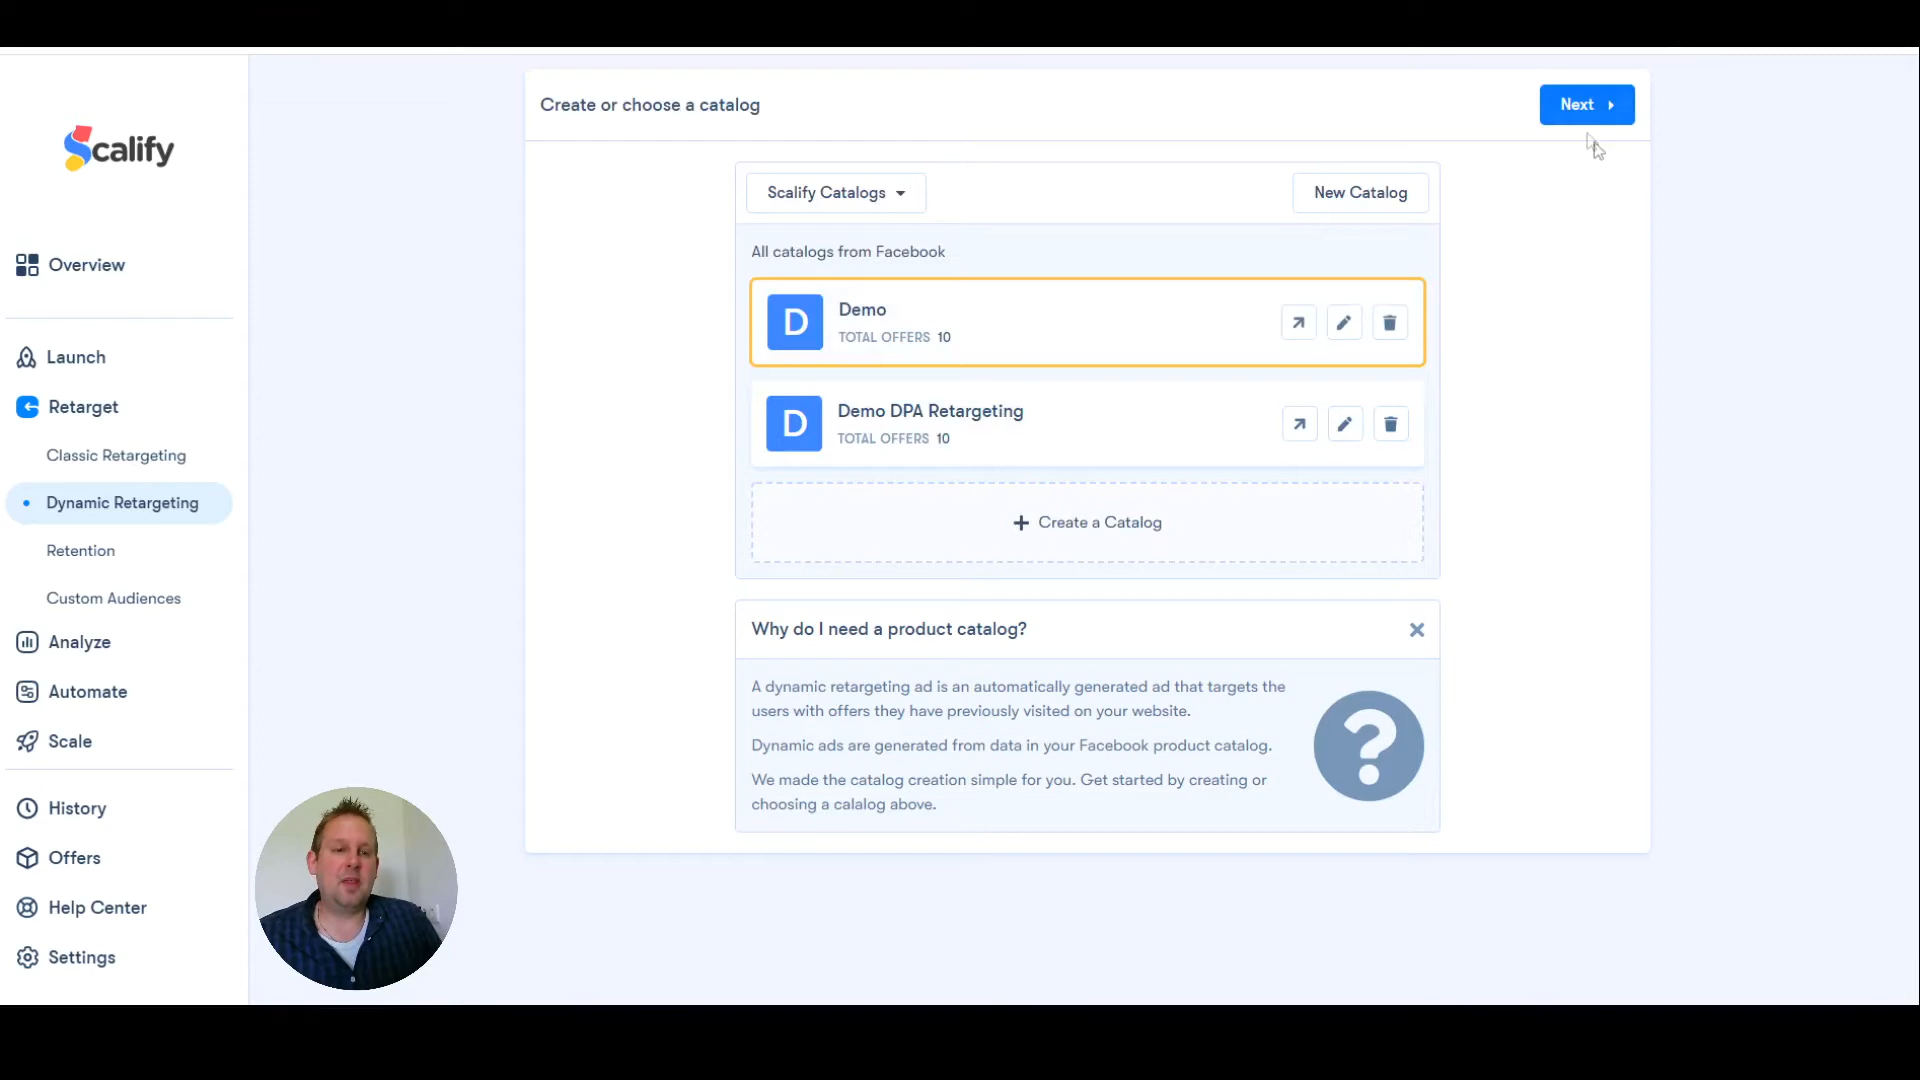 Scalify
Overview
Launch
Retarget
Classic Retargeting
Dynamic Retargeting
Retention
Custom Audiences
Analyze
Automate
Scale
History
Offers
Help Center
Settings
Create or choose a catalog
Next
Scalify Catalogs
New Catalog
All catalogs from Facebook
D
Demo
TOTAL OFFERS 10
D
Demo DPA Retargeting
TOTAL OFFERS 10
+ Create a Catalog
Why do I need a product catalog?
A dynamic retargeting ad is an automatically generated ad that targets the
users with offers they have previously visited on your website.
Dynamic ads are generated from data in your Facebook product catalog.
We made the catalog creation simple for you. Get started by creating or
choosing a calalog above.
?